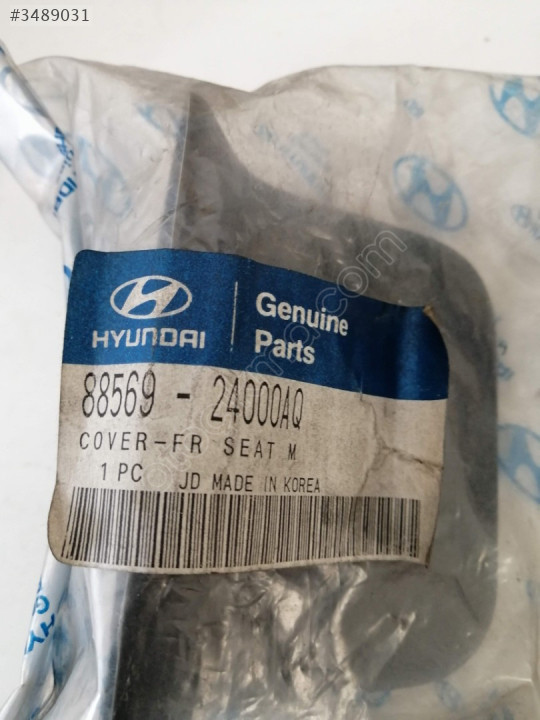 #3489031
HYUNDAI
Genuine
Parts
88569 - 24000AQ
COVER-FR SEAT M
1 PC JD MADE IN KOREA